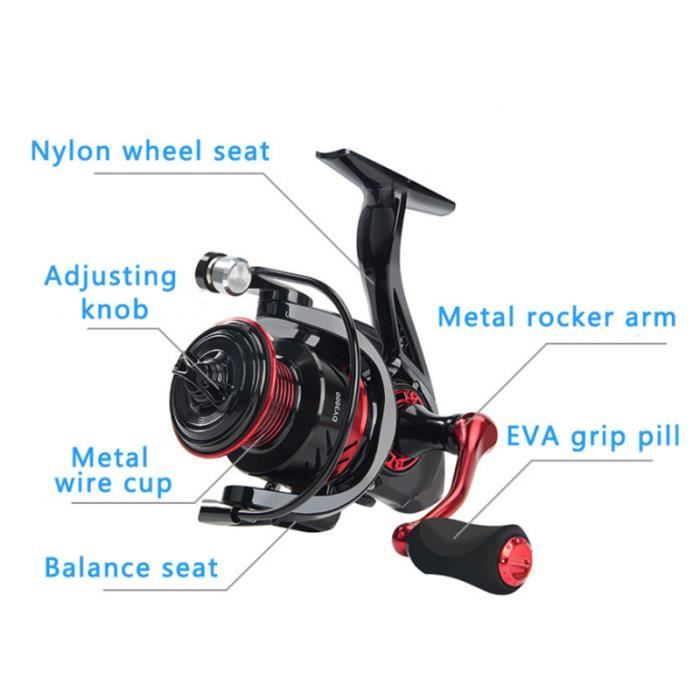 Nylon wheel seat
Adjusting
knob
Metal rocker arm
EVA grip pill
Metal
wire cup
Balance seat
DY3000